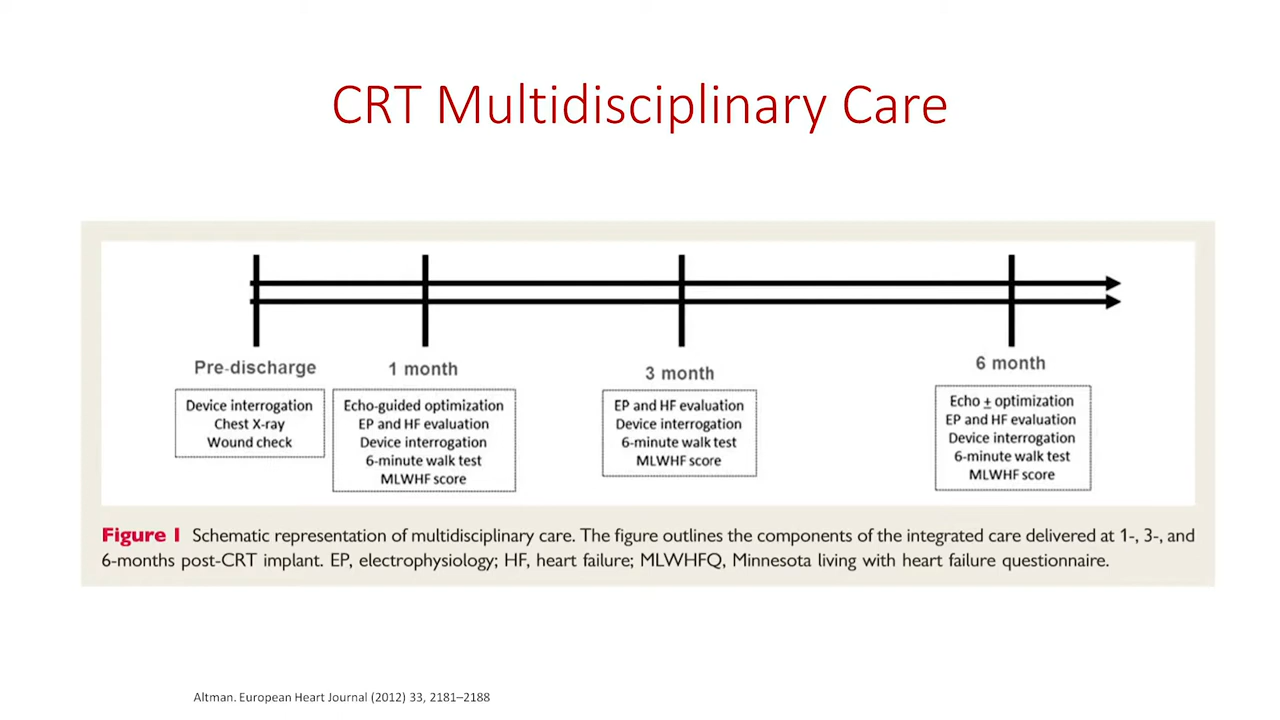 CRT Multidisciplinary Care
Pre-discharge
Device interrogation
Chest X-ray
Wound check
1 month
Echo-guided optimization
EP and HF evaluation
Device interrogation
6-minute walk test
MLWHF score
3 month
EP and HF evaluation
Device interrogation
6-minute walk test
MLWHF score
6 month
Echo ± optimization
EP and HF evaluation
Device interrogation
6-minute walk test
MLWHF score
Figure 1 Schematic representation of multidisciplinary care. The figure outlines the components of the integrated care delivered at 1-, 3-, and
6-months post-CRT implant. EP, electrophysiology; HF, heart failure; MLWHFQ, Minnesota living with heart failure questionnaire.
Altman. European Heart Journal (2012) 33, 2181–2188